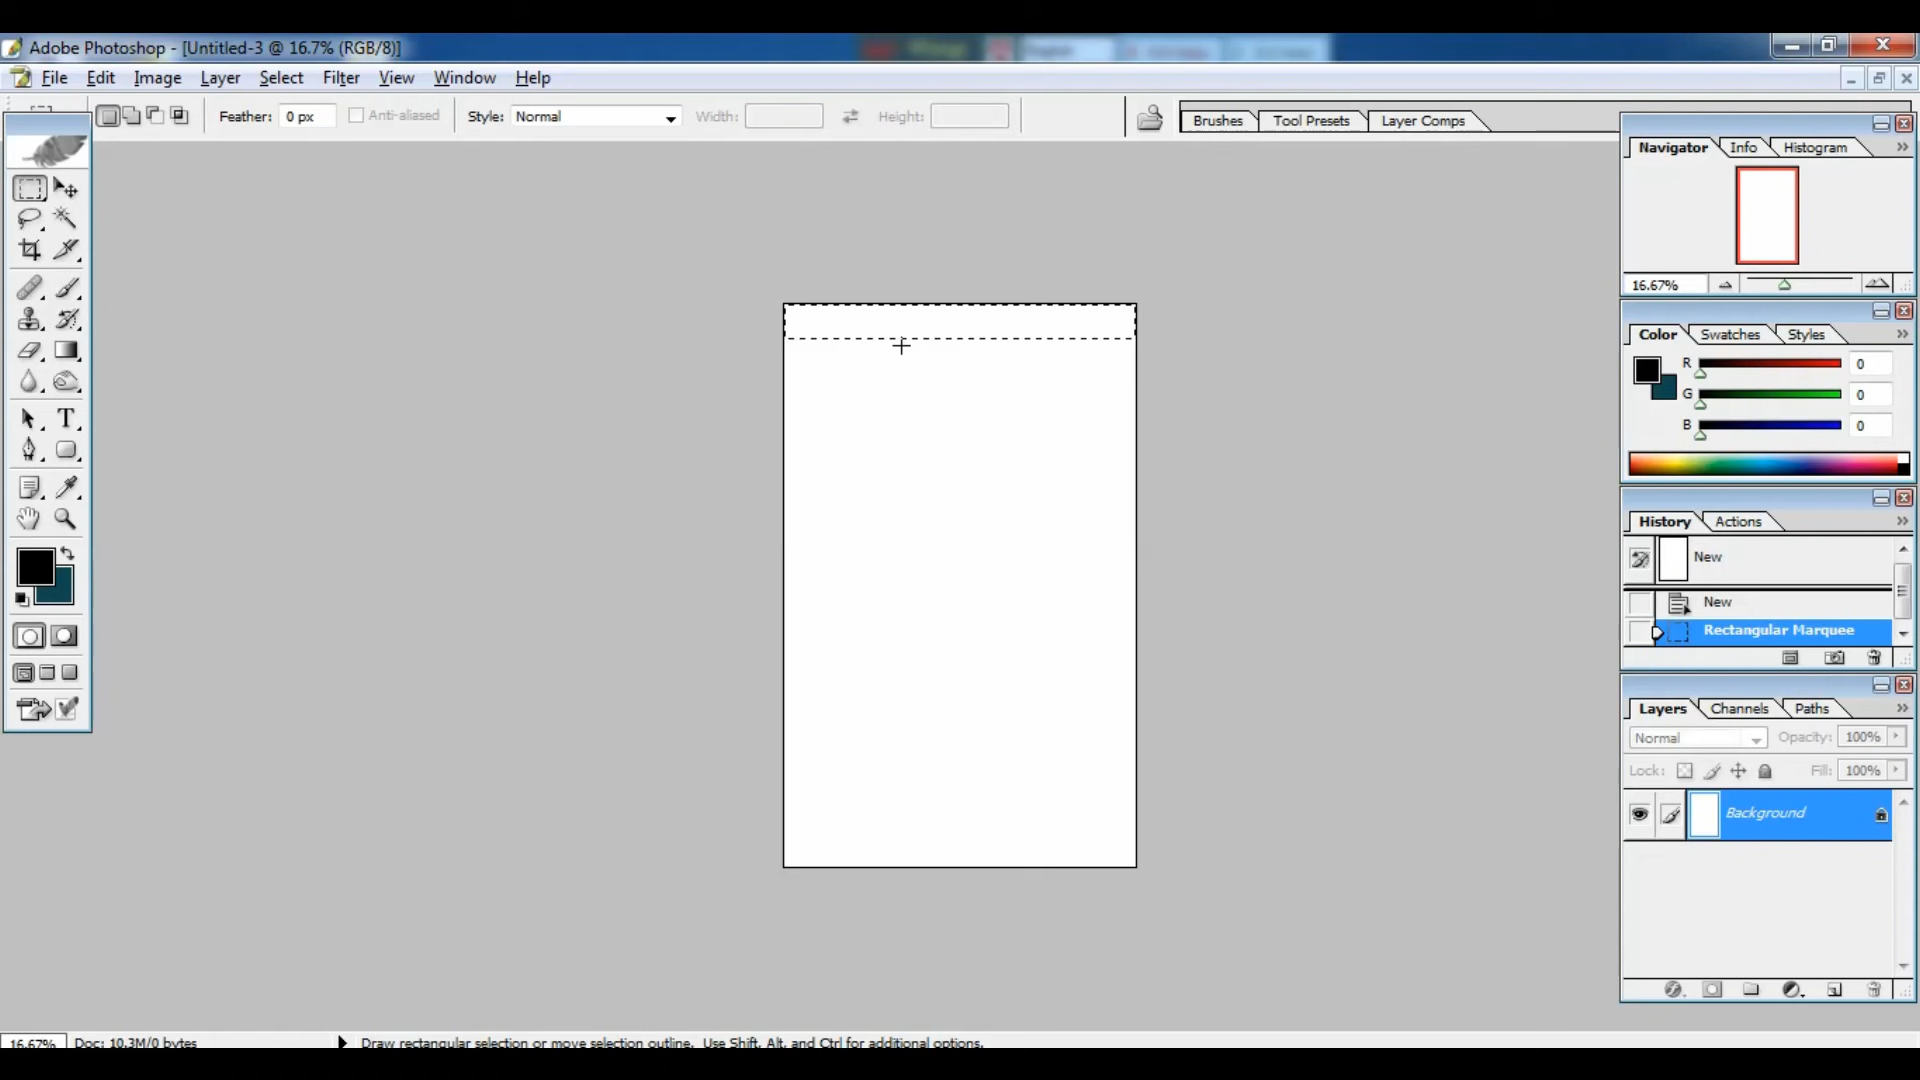 Adobe Photoshop - [Untitled-3 @ 16.7% (RGB/8)]
File Edit Image Layer Select Filter View Window Help
Feather: 0 px Anti-aliased Style: Normal Width: Height: Brushes Tool Presets Layer Comps
Navigator Info Histogram
16.67%
Color Swatches Styles
R 0
G 0
B 0
T
History Actions
New
New
Rectangular Marquee
Layers Channels Paths
Normal Opacity: 100%
Lock: Fill: 100%
Background
16.67% Doc: 10.3M/0 bytes Draw rectangular selection or move selection outline. Use Shift, Alt, and Ctrl for additional options.